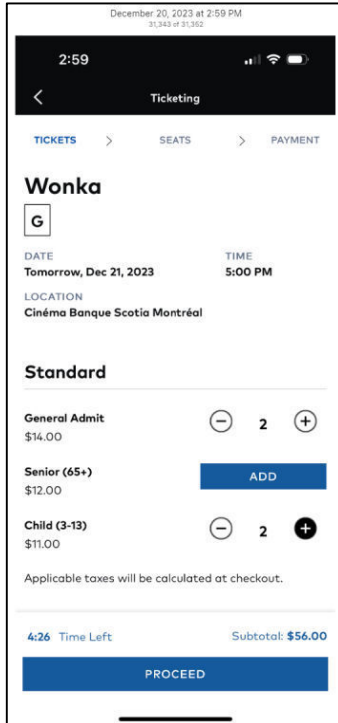 December 20, 2023 at 2:59 PM
31,343 of 31,352
2:59
Ticketing
TICKETS > SEATS > PAYMENT
Wonka
G
DATE TIME
Tomorrow, Dec 21, 2023 5:00 PM
LOCATION
Cinéma Banque Scotia Montréal
Standard
General Admit
$14.00
2
Senior (65+)
$12.00
ADD
Child (3-13)
$11.00
2
Applicable taxes will be calculated at checkout.
4:26 Time Left Subtotal: $56.00
PROCEED